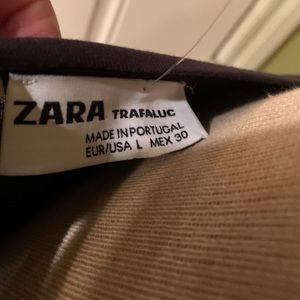 ZARA TRAFALUC
MADE IN PORTUGAL
EUR/USA L MEX 30